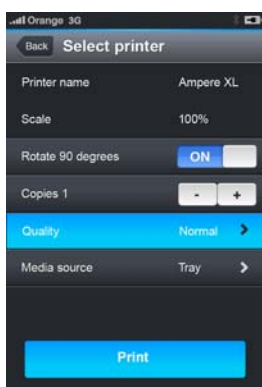 Orange 3G
Back Select printer
Printer name Ampere XL
Scale 100%
Rotate 90 degrees ON
Copies 1 - +
Quality Normal
Media source Tray
Print